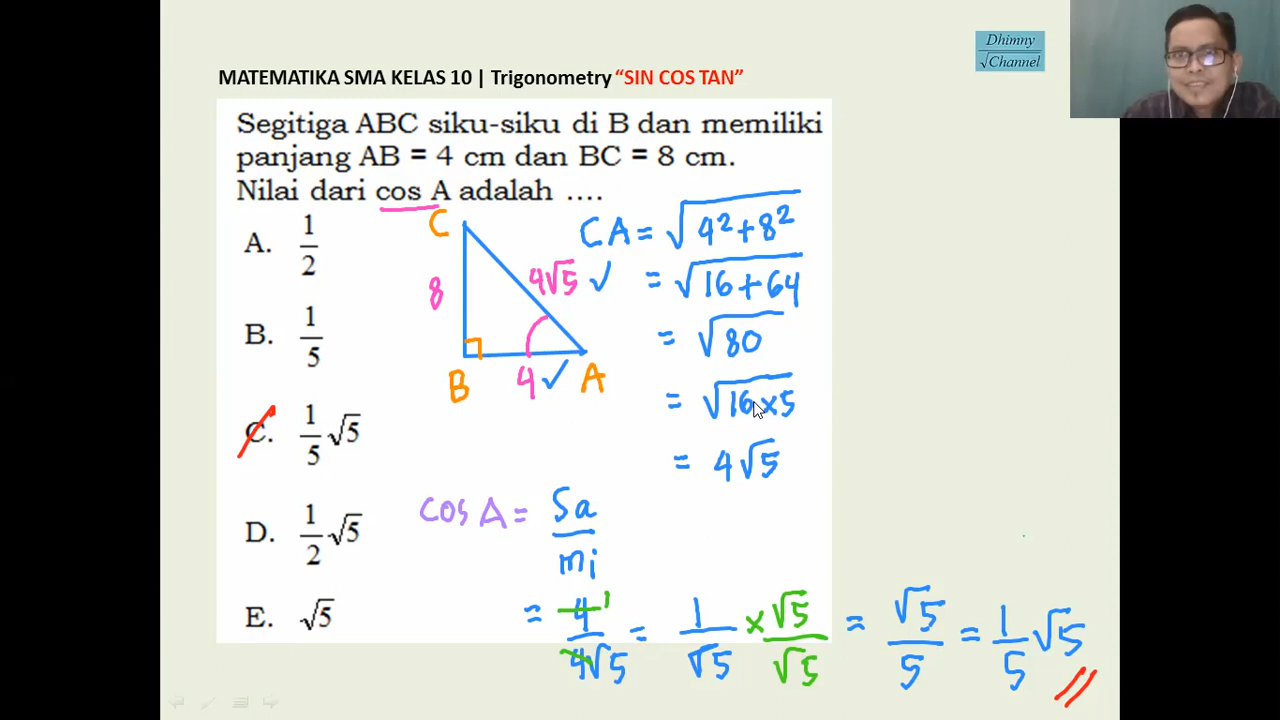 Dhimny
√Channel
MATEMATIKA SMA KELAS 10 | Trigonometry “SIN COS TAN”
Segitiga ABC siku-siku di B dan memiliki
panjang AB = 4 cm dan BC = 8 cm.
Nilai dari cos A adalah ....
A. 1/2
B. 1/5
C. 1/5 √5
D. 1/2 √5
E. √5
C
8
4√5 ✓
B
4 ✓
A
CA = √4² + 8²
= √16 + 64
= √80
= √16 × 5
= 4√5
cos A = Sa/mi
= 4/4√5 1 = 1/√5 × √5/√5 = √5/5 = 1/5 √5 //